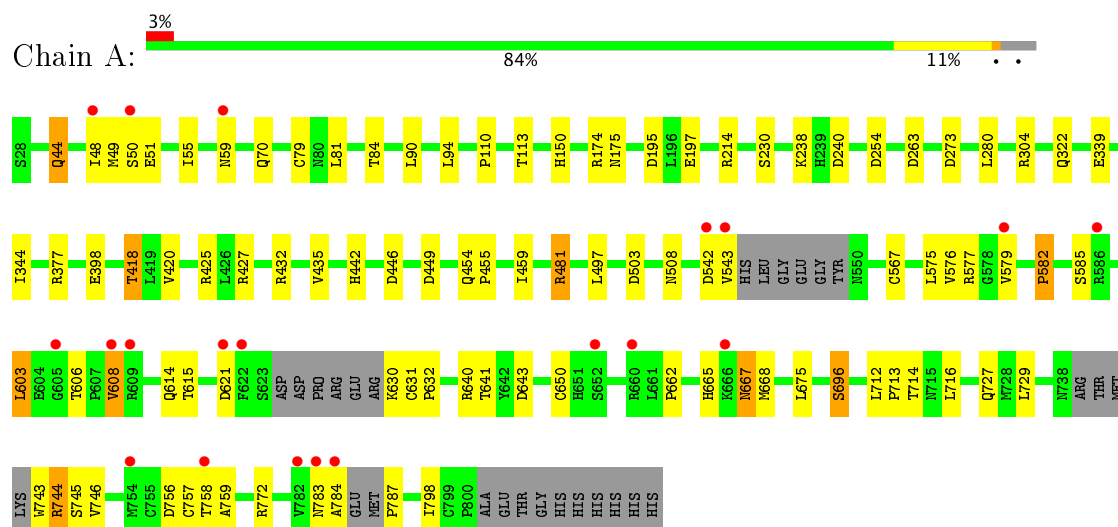 3%
Chain A:
84%
11%
S28 Q44 I48 M49 S50 E51 I55 N59 Q70 C79 N80 L81 T84 L90 L94 P110 T113 H150 R174 N175 D195 L196 E197 R214 S230 K238 H239 D240 D254 D263 D273 L280 R304 Q322 E339
I344 R377 E398 T418 L419 V420 R425 L426 R427 R432 V435 H442 D446 D449 Q454 P455 I459 R481 L497 D503 N508 D542 V543 HIS LEU GLY GLU GLY TYR N550 C567 L575 V576 R577 G578 V579 P582 S585 R586
L603 E604 G605 T606 P607 V608 R609 Q614 T615 D621 F622 S623 ASP ASP PRO ARG GLU ARG K630 C631 P632 R640 T641 Y642 D643 C650 H651 S652 R660 L661 P662 H665 K666 N667 M668 L675 S696 L712 P713 T714 N715 L716 Q727 M728 L729 N738 ARG THR MET
LYS W743 R744 S745 V746 M754 C755 D756 C757 T758 A759 R772 V782 N783 A784 GLU MET P787 I798 C799 P800 ALA GLU THR GLY HIS HIS HIS HIS HIS HIS